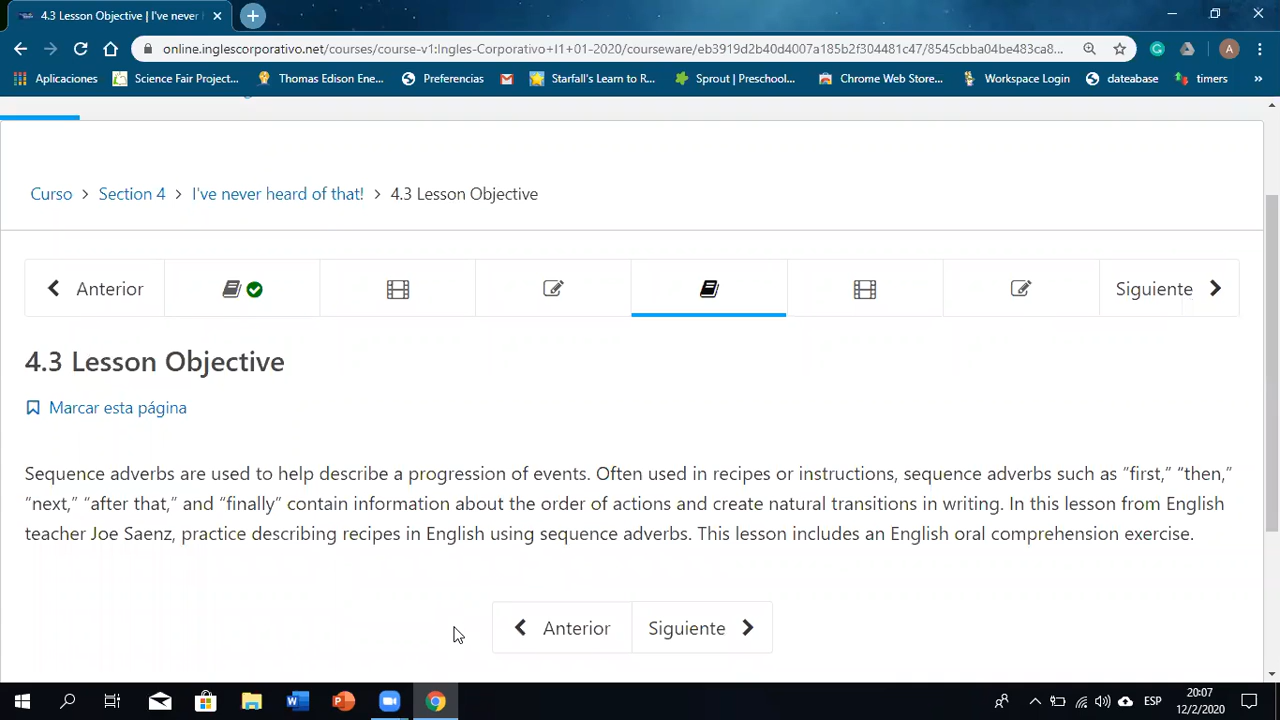 4.3 Lesson Objective | I've never
online.inglescorporativo.net/courses/course-v1:Ingles-Corporativo+I1+01-2020/courseware/eb3919d2b40d4007a185b2f304481c47/8545cbba04be483ca8...
A
Aplicaciones Science Fair Project... Thomas Edison Ene... Preferencias Starfall's Learn to R... Sprout | Preschool... Chrome Web Store... Workspace Login dateabase timers »
Curso > Section 4 > I've never heard of that! > 4.3 Lesson Objective
Anterior Siguiente
4.3 Lesson Objective
Marcar esta página
Sequence adverbs are used to help describe a progression of events. Often used in recipes or instructions, sequence adverbs such as ”first,“ “then,”
“next,” “after that,” and “finally” contain information about the order of actions and create natural transitions in writing. In this lesson from English
teacher Joe Saenz, practice describing recipes in English using sequence adverbs. This lesson includes an English oral comprehension exercise.
Anterior Siguiente
ESP
20:07
12/2/2020